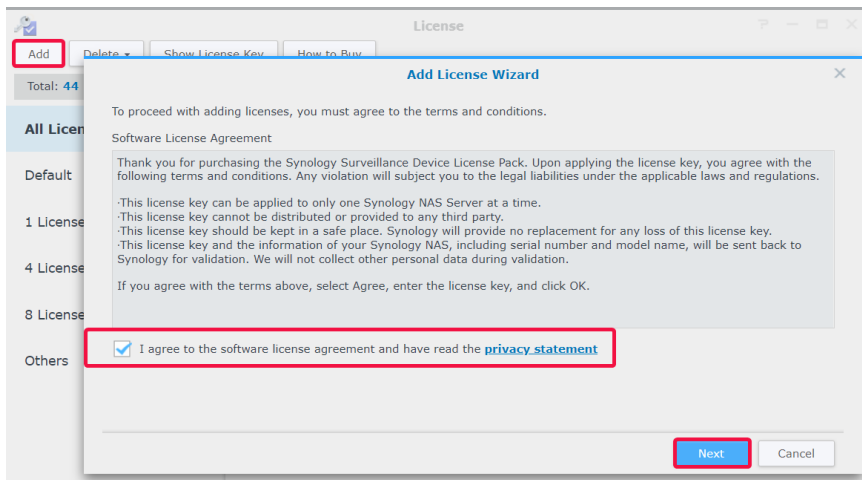 License
Add
Delete
Show License Key
How to Buy
Total: 44
Add License Wizard
All Licen
Default
1 License
4 License
8 License
Others
To proceed with adding licenses, you must agree to the terms and conditions.
Software License Agreement
Thank you for purchasing the Synology Surveillance Device License Pack. Upon applying the license key, you agree with the
following terms and conditions. Any violation will subject you to the legal liabilities under the applicable laws and regulations.
·This license key can be applied to only one Synology NAS Server at a time.
·This license key cannot be distributed or provided to any third party.
·This license key should be kept in a safe place. Synology will provide no replacement for any loss of this license key.
·This license key and the information of your Synology NAS, including serial number and model name, will be sent back to
Synology for validation. We will not collect other personal data during validation.
If you agree with the terms above, select Agree, enter the license key, and click OK.
I agree to the software license agreement and have read the privacy statement
Next
Cancel